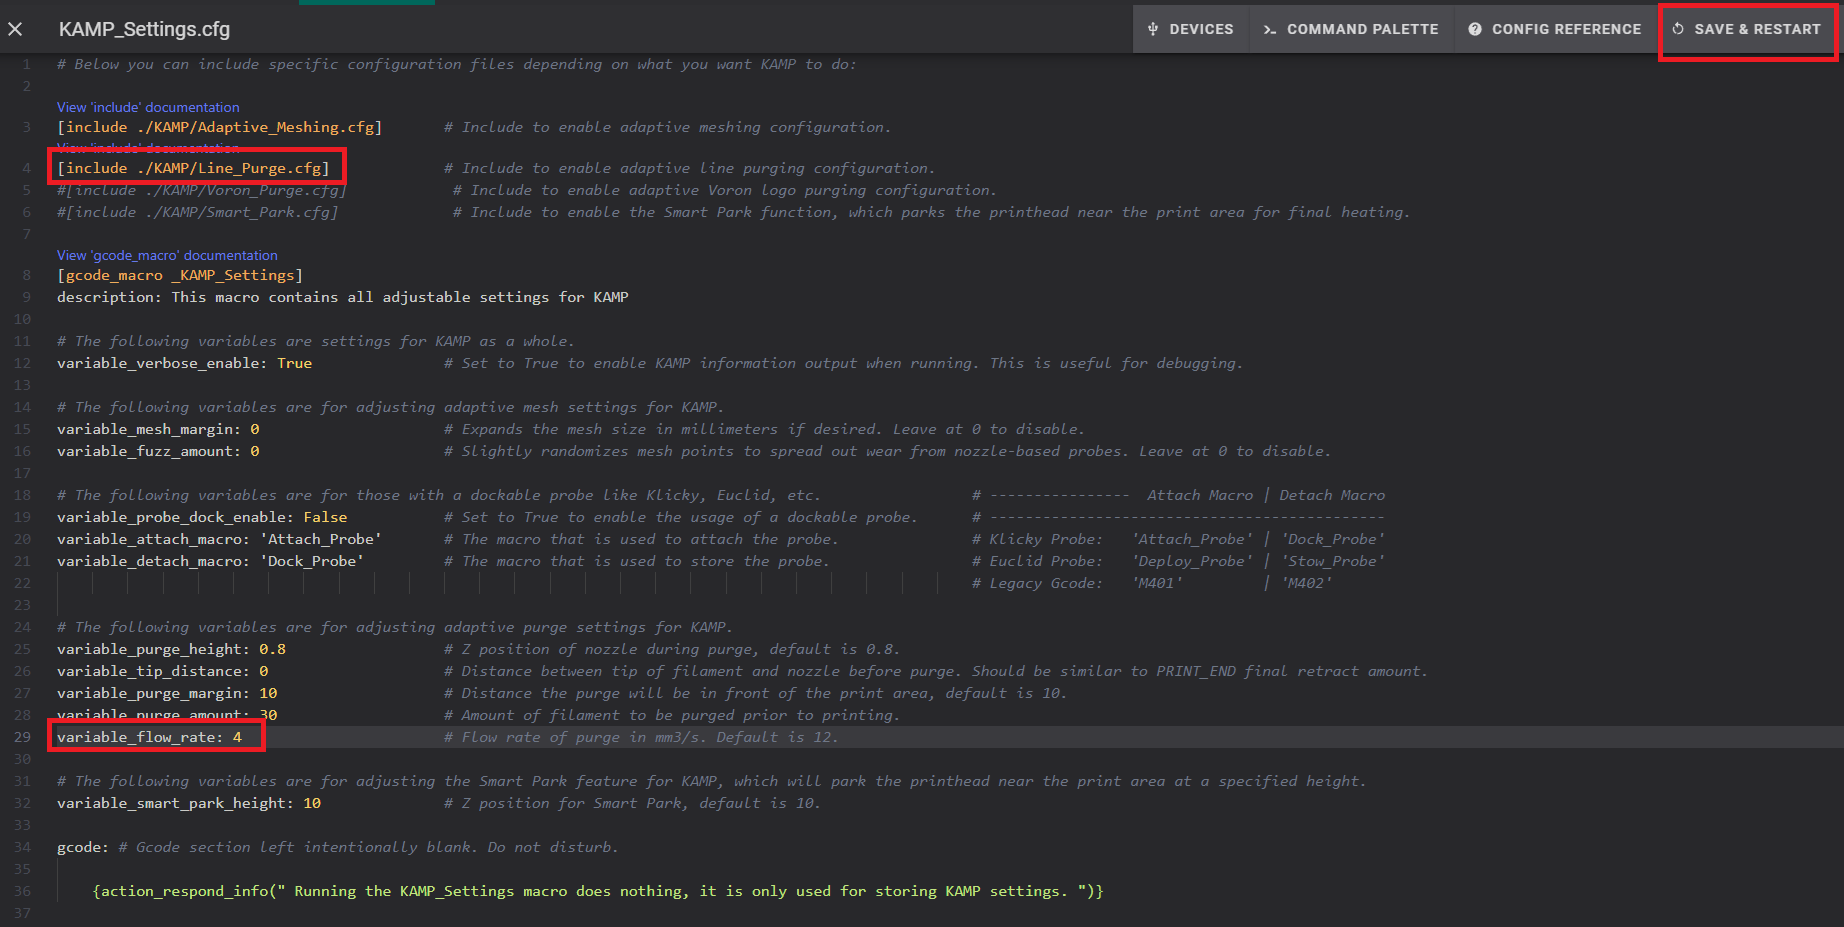 KAMP_Settings.cfg
DEVICES
COMMAND PALETTE
CONFIG REFERENCE
SAVE & RESTART
1 # Below you can include specific configuration files depending on what you want KAMP to do:
2
View 'include' documentation
3 [include ./KAMP/Adaptive_Meshing.cfg] # Include to enable adaptive meshing configuration.
View 'include' documentation
4 [include ./KAMP/Line_Purge.cfg] # Include to enable adaptive line purging configuration.
5 #[include ./KAMP/Voron_Purge.cfg] # Include to enable adaptive Voron logo purging configuration.
6 #[include ./KAMP/Smart_Park.cfg] # Include to enable the Smart Park function, which parks the printhead near the print area for final heating.
7
View 'gcode_macro' documentation
8 [gcode_macro _KAMP_Settings]
9 description: This macro contains all adjustable settings for KAMP
10
11 # The following variables are settings for KAMP as a whole.
12 variable_verbose_enable: True # Set to True to enable KAMP information output when running. This is useful for debugging.
13
14 # The following variables are for adjusting adaptive mesh settings for KAMP.
15 variable_mesh_margin: 0 # Expands the mesh size in millimeters if desired. Leave at 0 to disable.
16 variable_fuzz_amount: 0 # Slightly randomizes mesh points to spread out wear from nozzle-based probes. Leave at 0 to disable.
17
18 # The following variables are for those with a dockable probe like Klicky, Euclid, etc. # ---------------- Attach Macro | Detach Macro
19 variable_probe_dock_enable: False # Set to True to enable the usage of a dockable probe. # ---------------------------------------------
20 variable_attach_macro: 'Attach_Probe' # The macro that is used to attach the probe. # Klicky Probe: 'Attach_Probe' | 'Dock_Probe'
21 variable_detach_macro: 'Dock_Probe' # The macro that is used to store the probe. # Euclid Probe: 'Deploy_Probe' | 'Stow_Probe'
22 # Legacy Gcode: 'M401' | 'M402'
23
24 # The following variables are for adjusting adaptive purge settings for KAMP.
25 variable_purge_height: 0.8 # Z position of nozzle during purge, default is 0.8.
26 variable_tip_distance: 0 # Distance between tip of filament and nozzle before purge. Should be similar to PRINT_END final retract amount.
27 variable_purge_margin: 10 # Distance the purge will be in front of the print area, default is 10.
28 variable_purge_amount: 30 # Amount of filament to be purged prior to printing.
29 variable_flow_rate: 4 # Flow rate of purge in mm3/s. Default is 12.
30
31 # The following variables are for adjusting the Smart Park feature for KAMP, which will park the printhead near the print area at a specified height.
32 variable_smart_park_height: 10 # Z position for Smart Park, default is 10.
33
34 gcode: # Gcode section left intentionally blank. Do not disturb.
35
36 {action_respond_info(" Running the KAMP_Settings macro does nothing, it is only used for storing KAMP settings. ")}
37